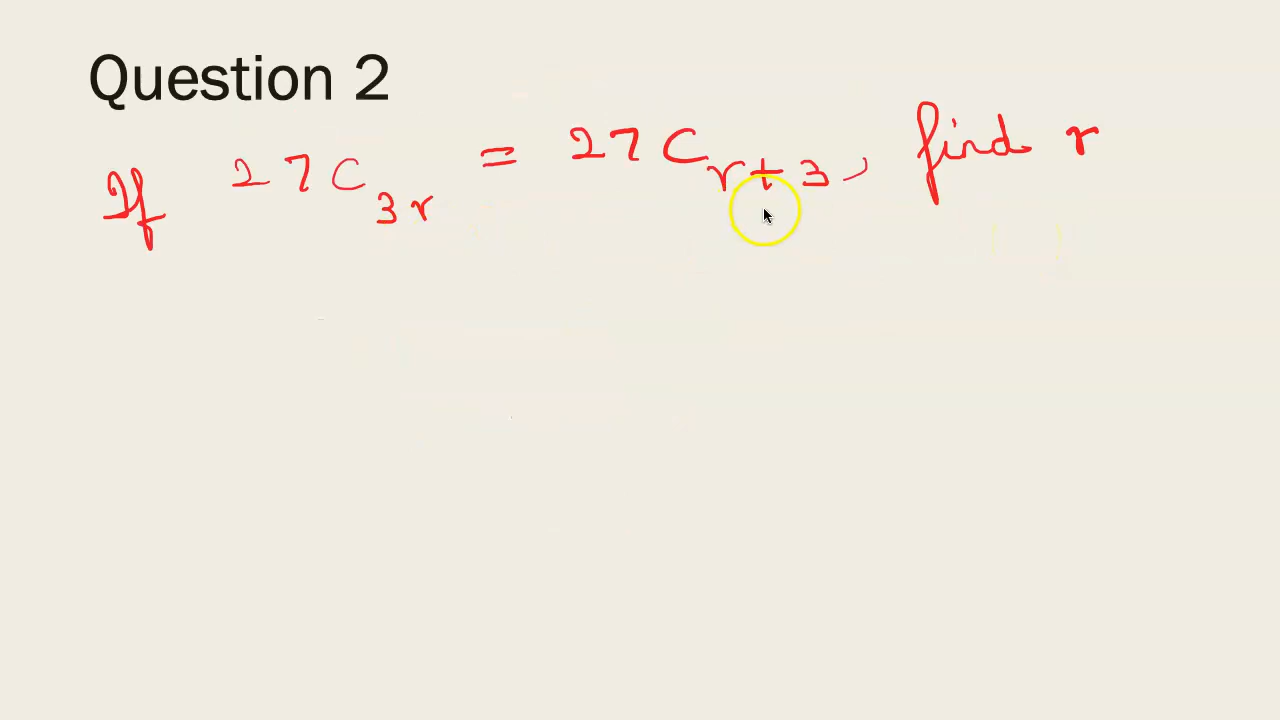 Question 2
If 27C3r = 27Cr+3, find r